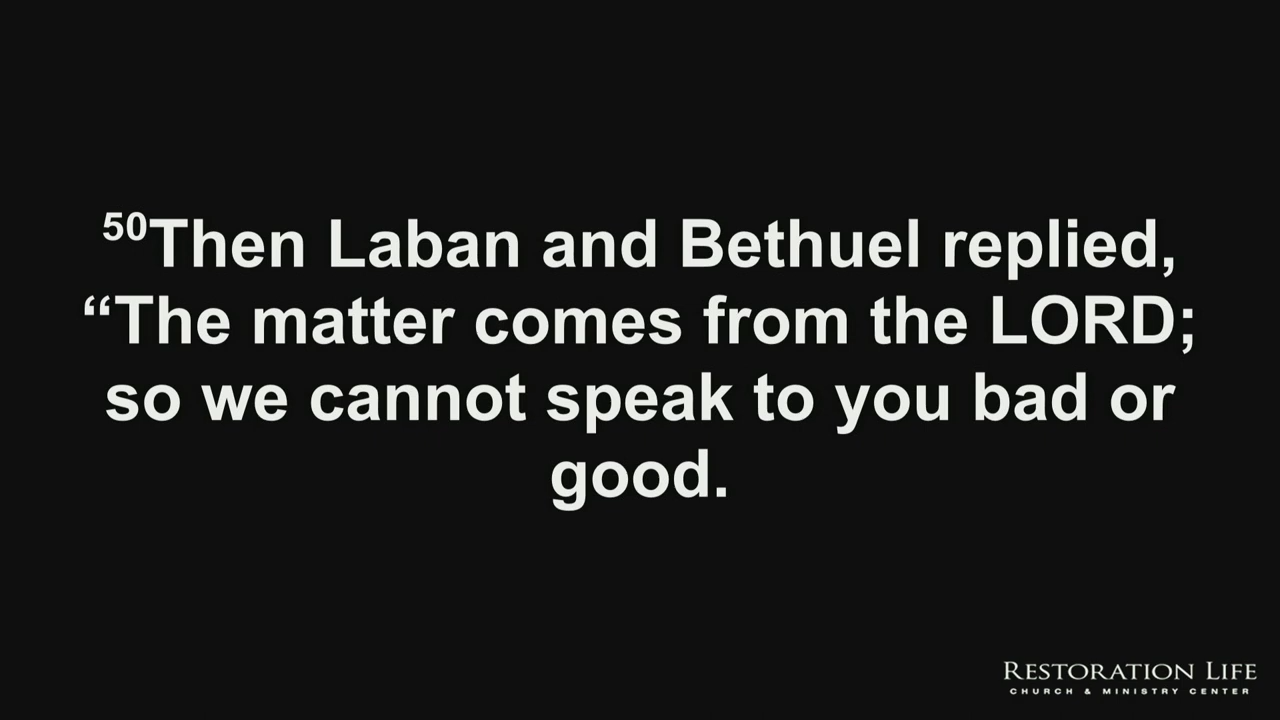 50Then Laban and Bethuel replied,
“The matter comes from the LORD;
so we cannot speak to you bad or
good.
RESTORATION LIFE
CHURCH & MINISTRY CENTER